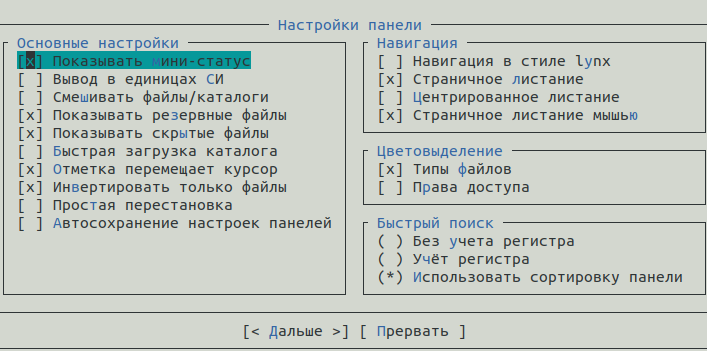 Настройки панели
Основные настройки
[x] Показывать мини-статус
[ ] Вывод в единицах СИ
[ ] Смешивать файлы/каталоги
[x] Показывать резервные файлы
[x] Показывать скрытые файлы
[ ] Быстрая загрузка каталога
[x] Отметка перемещает курсор
[x] Инвертировать только файлы
[ ] Простая перестановка
[ ] Автосохранение настроек панелей
Навигация
[ ] Навигация в стиле lynx
[x] Страничное листание
[ ] Центрированное листание
[x] Страничное листание мышью
Цветовыделение
[x] Типы файлов
[ ] Права доступа
Быстрый поиск
( ) Без учета регистра
( ) Учёт регистра
(*) Использовать сортировку панели
[< Дальше >] [ Прервать ]